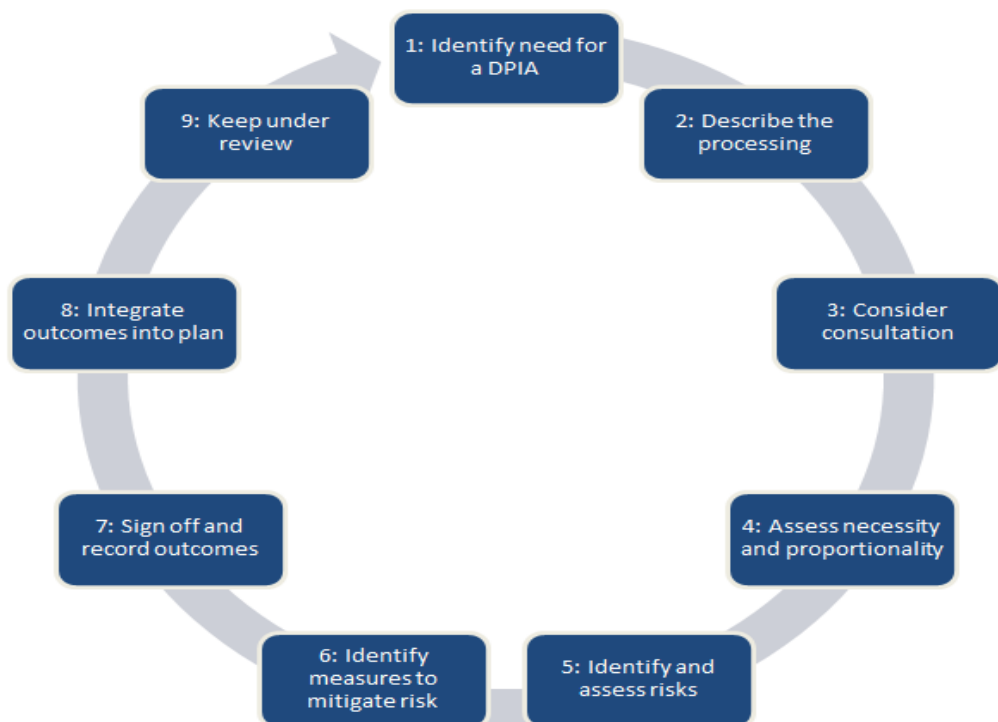 1: Identify need for
a DPIA
2: Describe the
processing
3: Consider
consultation
4: Assess necessity
and proportionality
5: Identify and
assess risks
6: Identify
measures to
mitigate risk
7: Sign off and
record outcomes
8: Integrate
outcomes into plan
9: Keep under
review